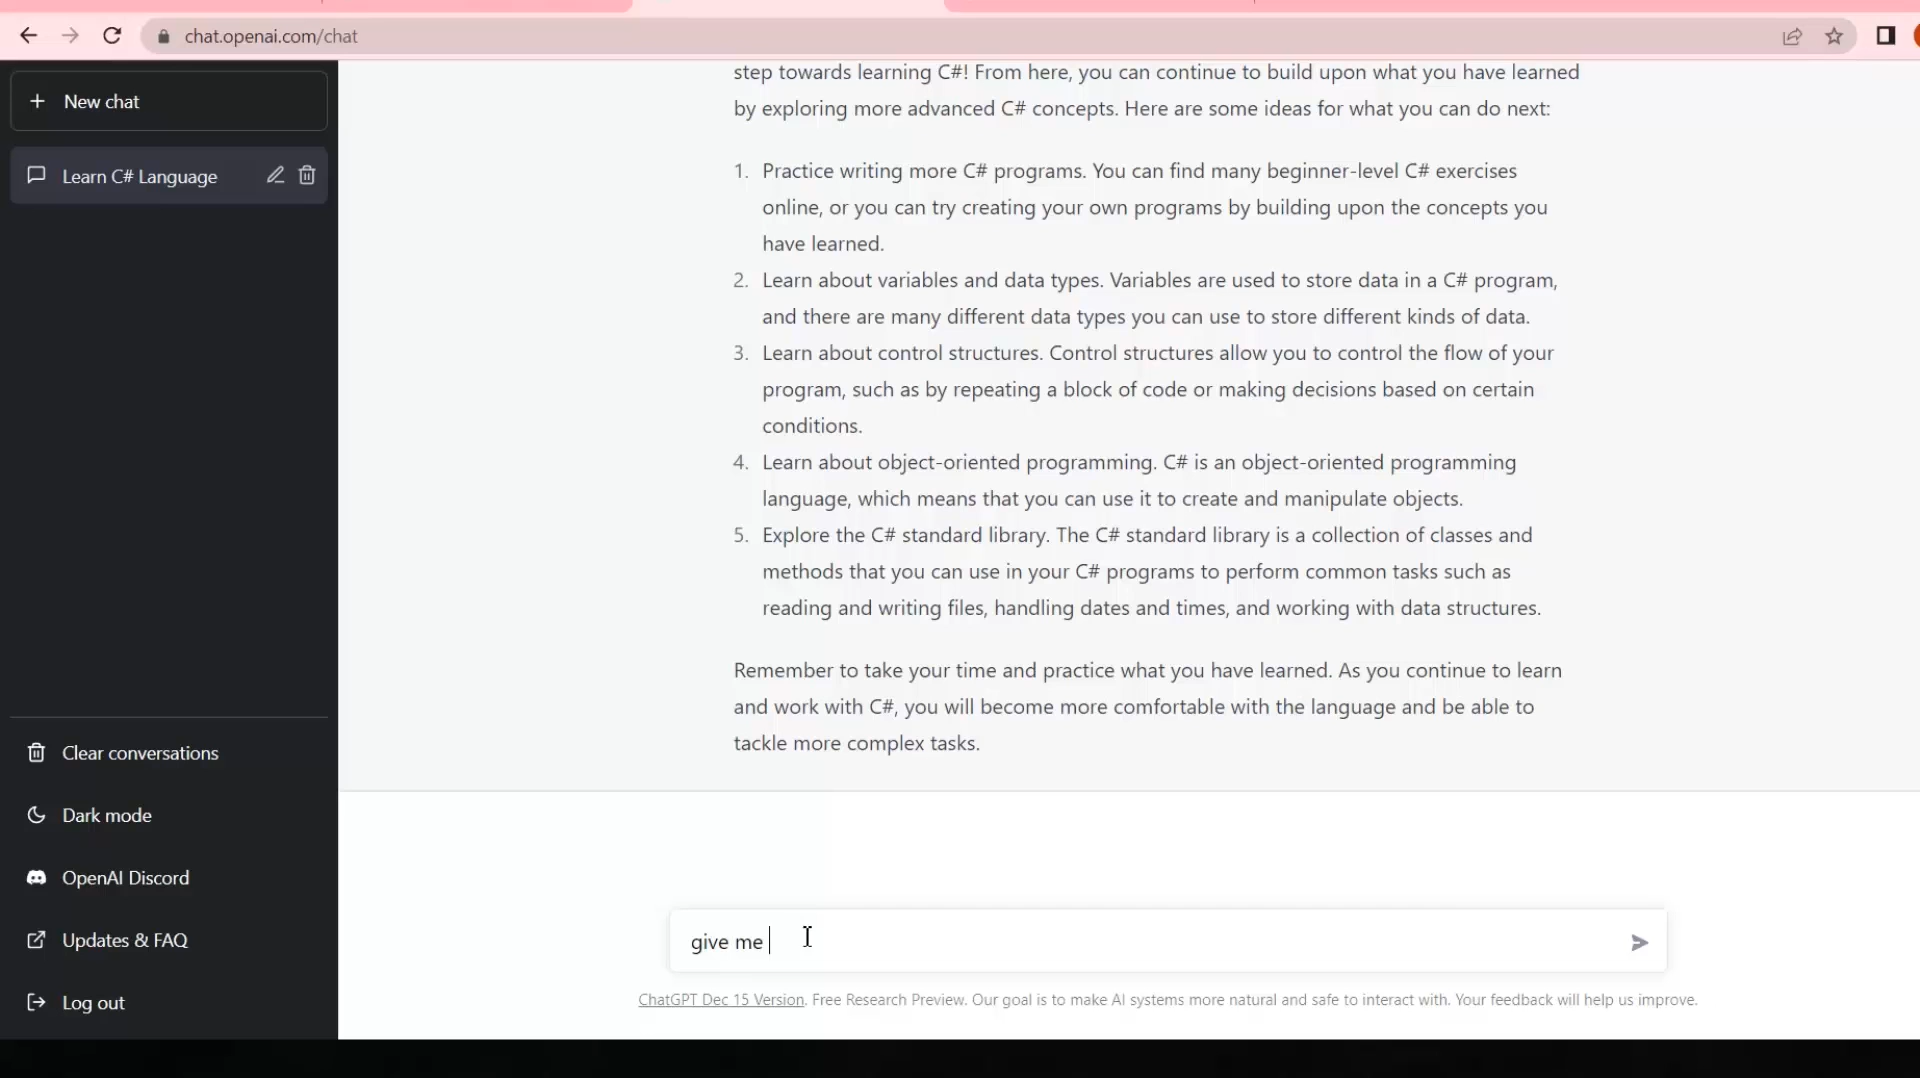 chat.openai.com/chat
New chat
Learn C# Language
Clear conversations
Dark mode
OpenAI Discord
Updates & FAQ
Log out
step towards learning C#! From here, you can continue to build upon what you have learned
by exploring more advanced C# concepts. Here are some ideas for what you can do next:
1. Practice writing more C# programs. You can find many beginner-level C# exercises
online, or you can try creating your own programs by building upon the concepts you
have learned.
2. Learn about variables and data types. Variables are used to store data in a C# program,
and there are many different data types you can use to store different kinds of data.
3. Learn about control structures. Control structures allow you to control the flow of your
program, such as by repeating a block of code or making decisions based on certain
conditions.
4. Learn about object-oriented programming. C# is an object-oriented programming
language, which means that you can use it to create and manipulate objects.
5. Explore the C# standard library. The C# standard library is a collection of classes and
methods that you can use in your C# programs to perform common tasks such as
reading and writing files, handling dates and times, and working with data structures.
Remember to take your time and practice what you have learned. As you continue to learn
and work with C#, you will become more comfortable with the language and be able to
tackle more complex tasks.
give me
ChatGPT Dec 15 Version. Free Research Preview. Our goal is to make AI systems more natural and safe to interact with. Your feedback will help us improve.